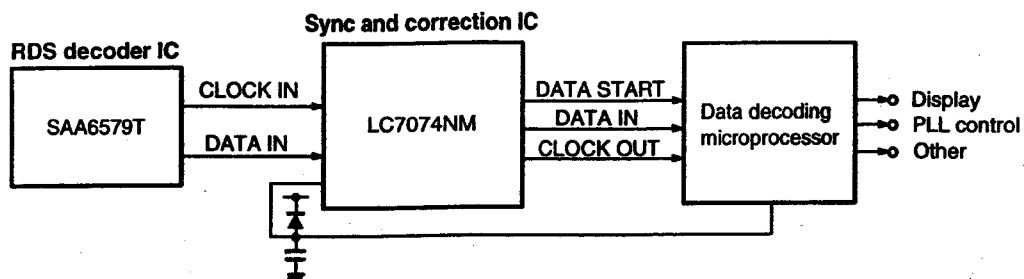 Sync and correction IC
RDS decoder IC
SAA6579T
CLOCK IN
DATA IN
LC7074NM
DATA START
DATA IN
CLOCK OUT
Data decoding
microprocessor
Display
PLL control
Other